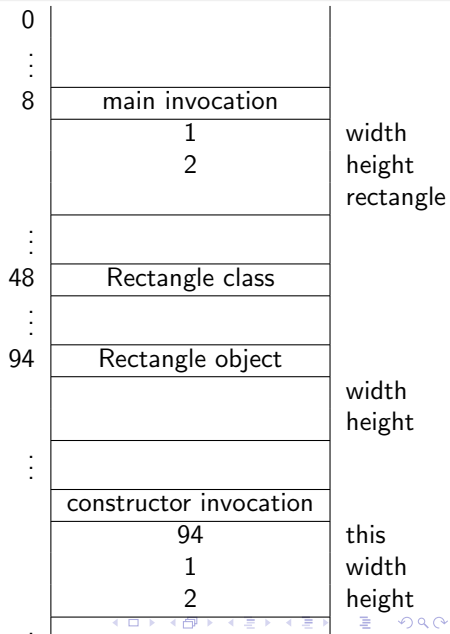 0
⋮
8 main invocation
1 width
2 height
rectangle
⋮
48 Rectangle class
⋮
94 Rectangle object
width
height
⋮
constructor invocation
94 this
1 width
2 height